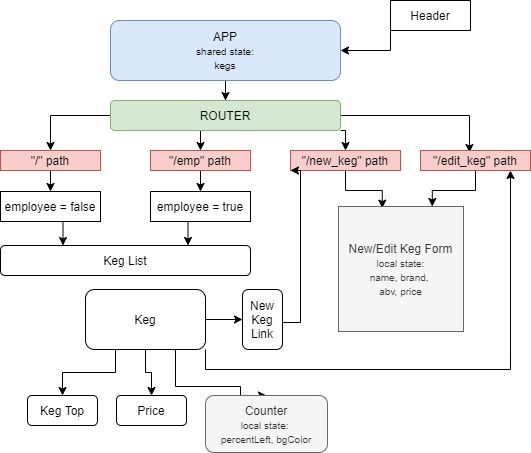 Header
APP
shared state:
kegs
ROUTER
"/" path
"/emp" path
"/new_keg" path
"/edit_keg" path
employee = false
employee = true
New/Edit Keg Form
local state:
name, brand,
abv, price
Keg List
Keg
New
Keg
Link
Keg Top
Price
Counter
local state:
percentLeft, bgColor